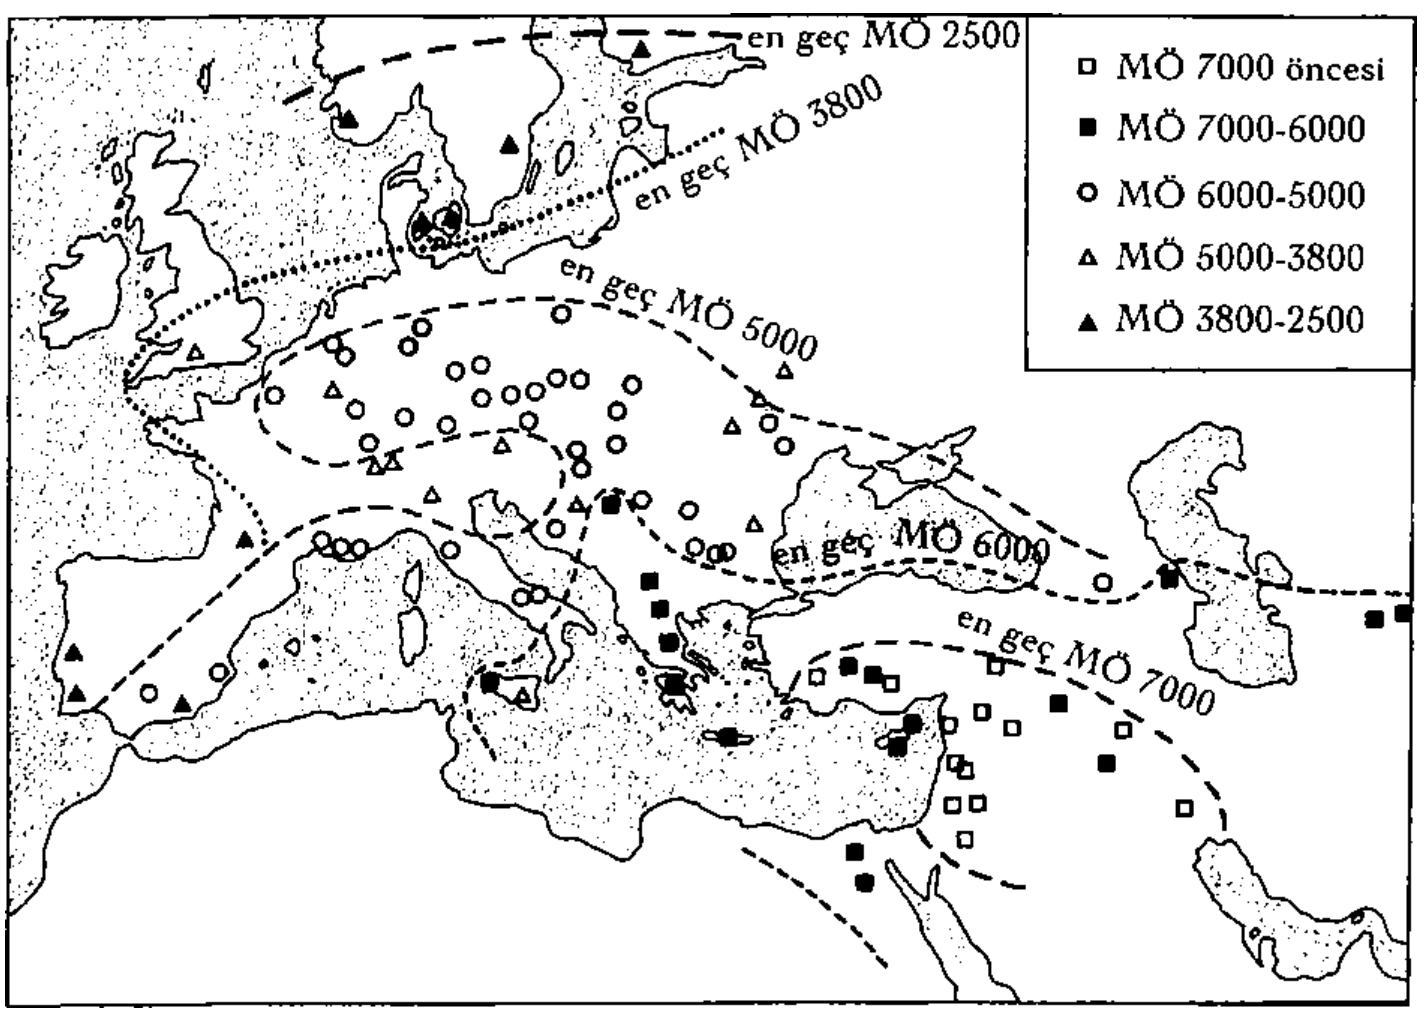 en geç MÖ 2500
en geç MÖ 3800
en geç MÖ 5000
en geç MÖ 6000
en geç MÖ 7000
MÖ 7000 öncesi
MÖ 7000-6000
MÖ 6000-5000
MÖ 5000-3800
MÖ 3800-2500